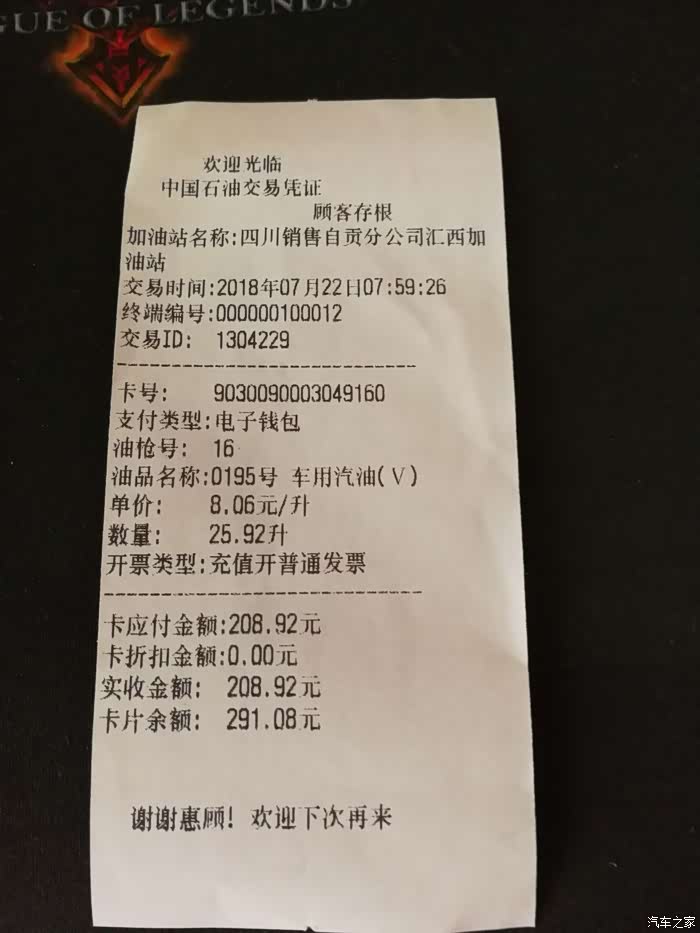 GUE OF LEGENDS
欢迎光临
中国石油交易凭证
顾客存根
加油站名称:四川销售自贡分公司汇西加
油站
交易时间:2018年07月22日07:59:26
终端编号:000000100012
交易ID: 1304229
卡号: 9030090003049160
支付类型:电子钱包
油枪号: 16
油品名称:0195号 车用汽油(Ⅴ)
单价: 8.06元/升
数量: 25.92升
开票类型:充值开普通发票
卡应付金额:208.92元
卡折扣金额:0.00元
实收金额: 208.92元
卡片余额: 291.08元
谢谢惠顾! 欢迎下次再来
汽车之家